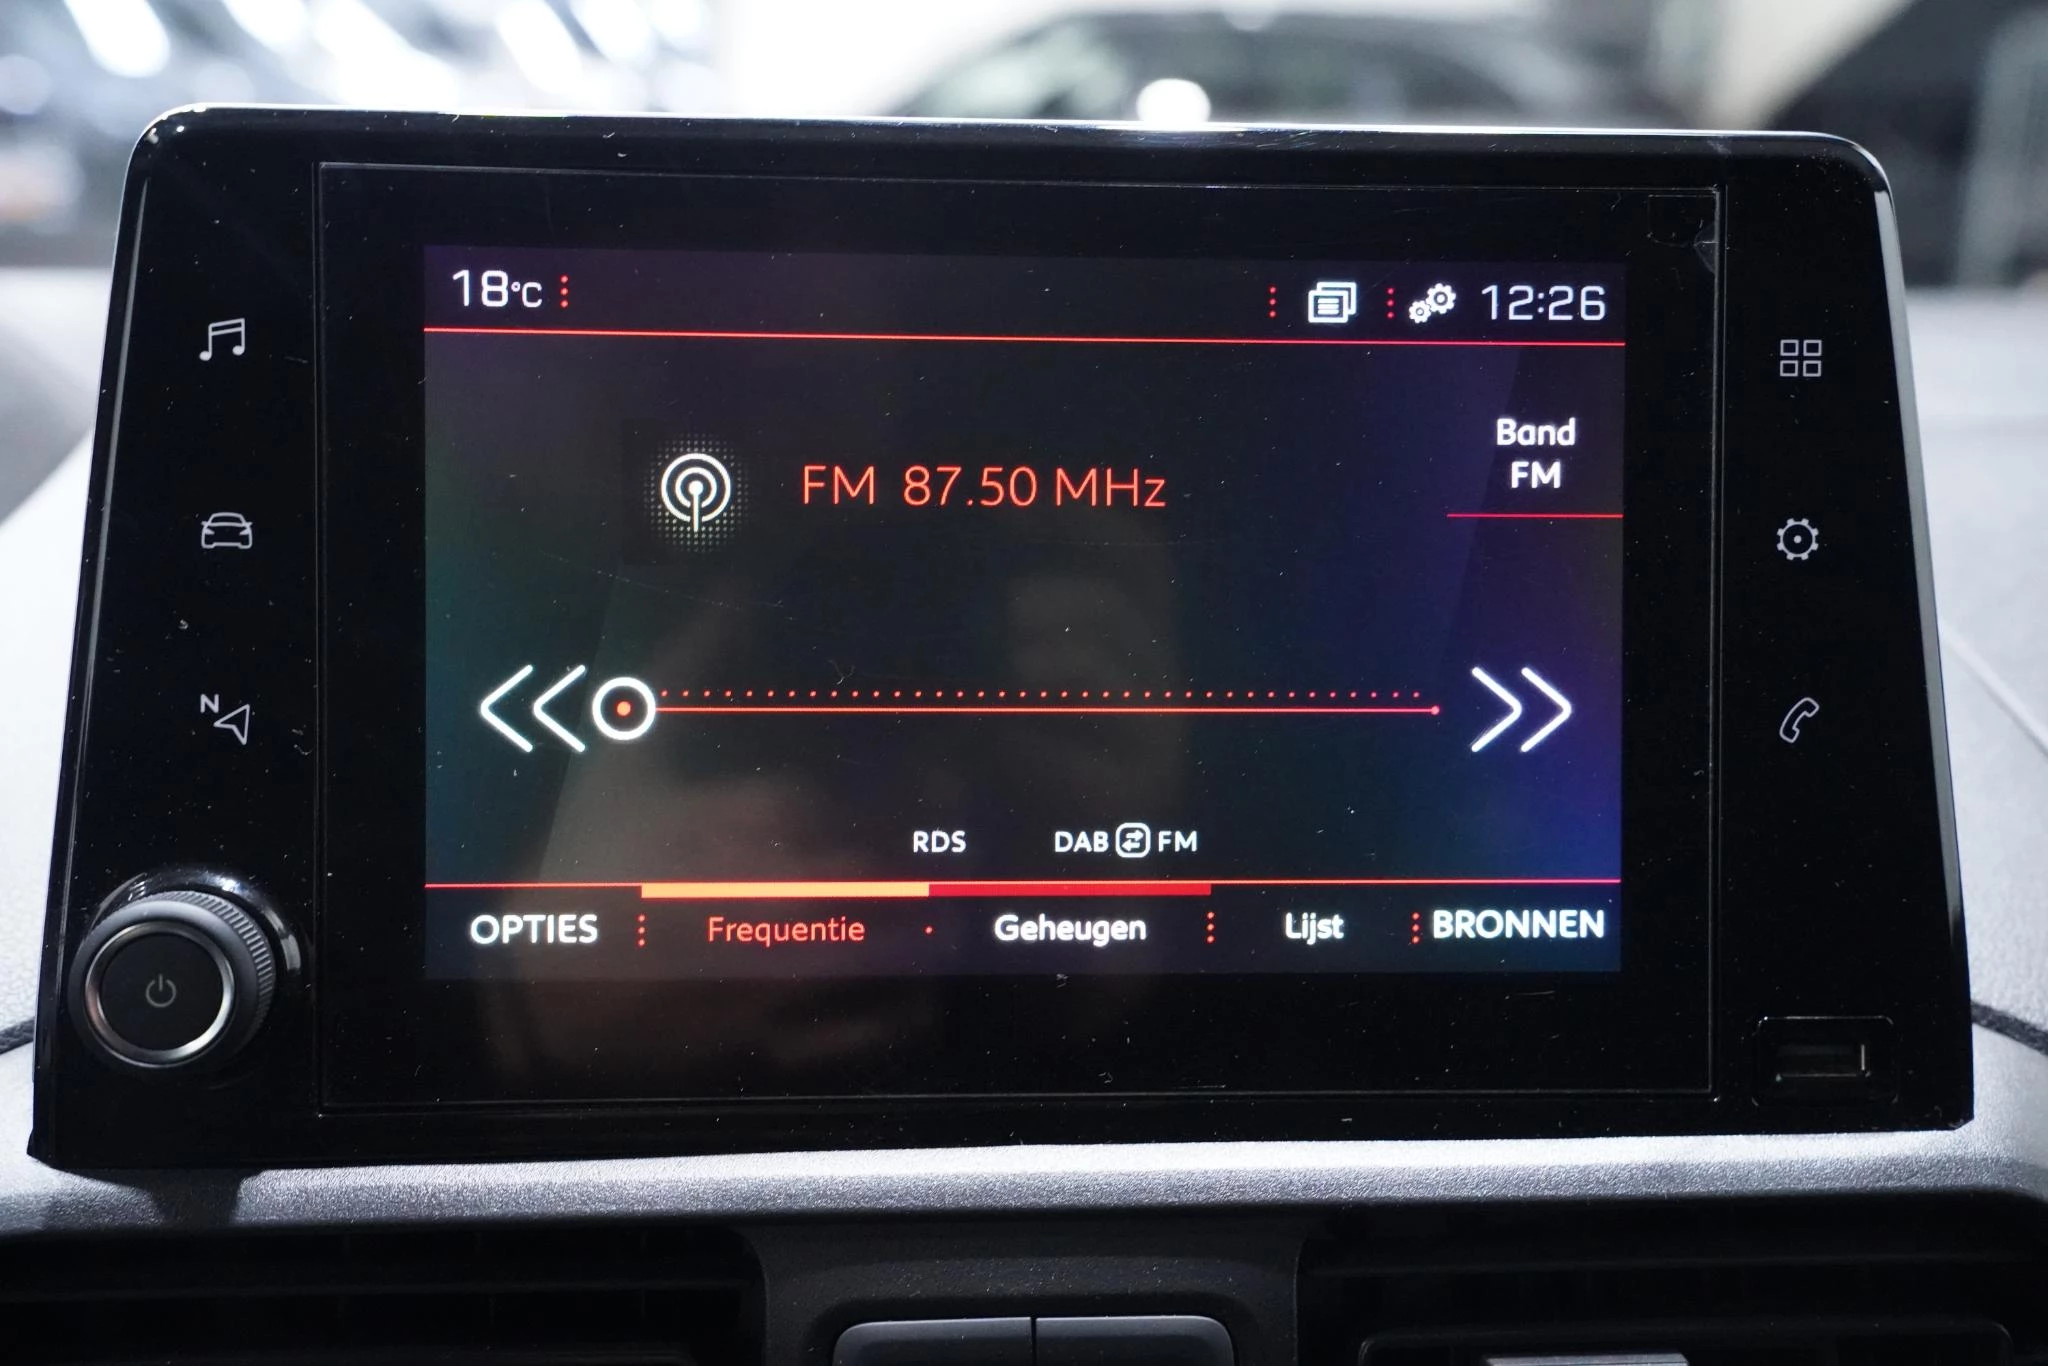 18°C 12:26
Band
FM
FM 87.50 MHz
N
RDS DAB FM
OPTIES Frequentie Geheugen Lijst BRONNEN